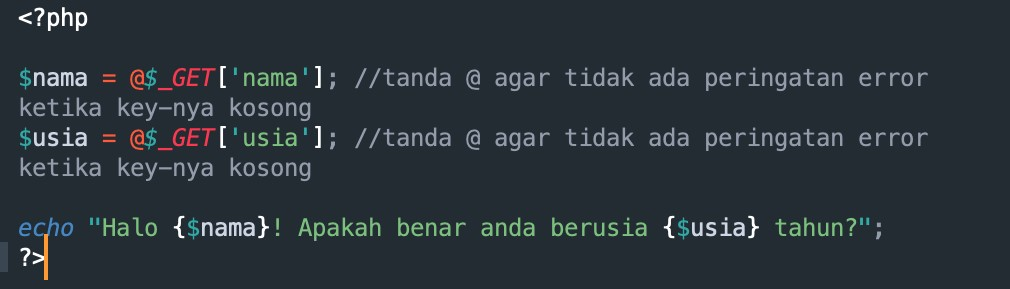 <?php
$nama = @$_GET['nama']; //tanda @ agar tidak ada peringatan error
ketika key-nya kosong
$usia = @$_GET['usia']; //tanda @ agar tidak ada peringatan error
ketika key-nya kosong
echo "Halo {$nama}! Apakah benar anda berusia {$usia} tahun?";
?>